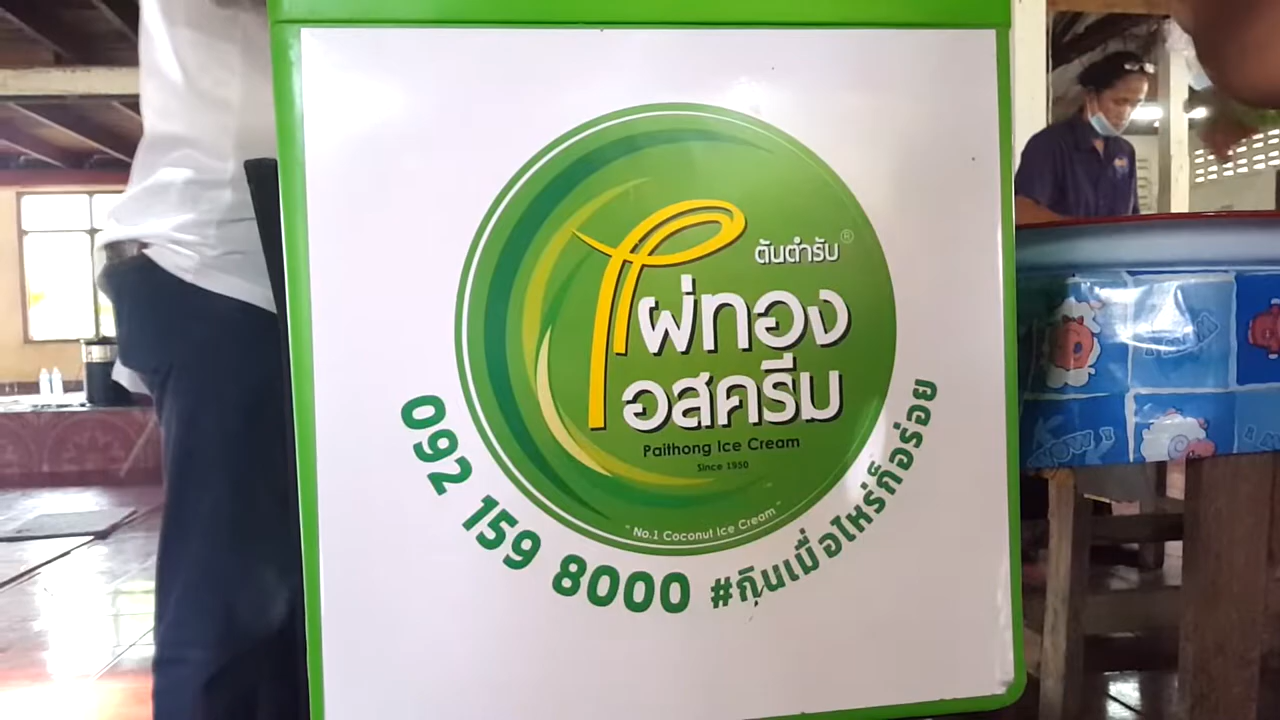 ต้นตำรับ ®
ไผ่ทอง
ไอสครีม
Paithong Ice Cream
Since 1950
"No.1 Coconut Ice Cream"
092 159 8000 #กินเมื่อไหร่ก็อร่อย